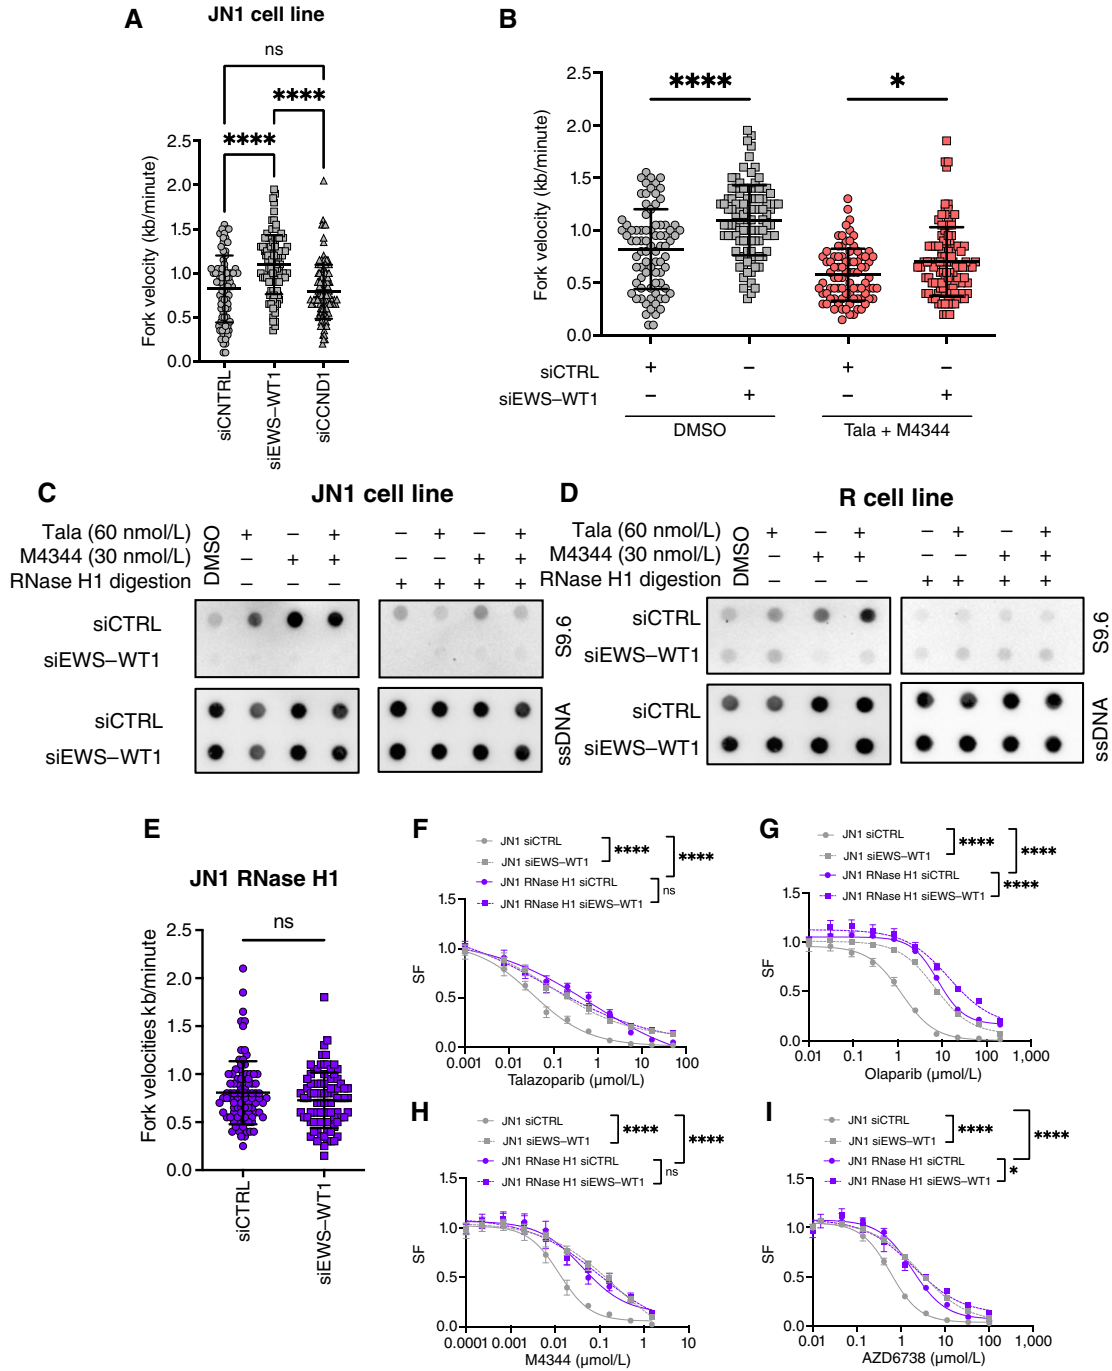 A
JN1 cell line
ns
****
****
Fork velocity (kb/minute)
2.5
2.0
1.5
1.0
0.5
0.0
siCNTRL
siEWS–WT1
siCCND1
B
****
*
Fork velocity (kb/minute)
2.5
2.0
1.5
1.0
0.5
0.0
siCTRL + – + –
siEWS–WT1 – + – +
DMSO
Tala + M4344
C
JN1 cell line
Tala (60 nmol/L) + – + – + – +
M4344 (30 nmol/L) – + + – – + +
RNase H1 digestion – – – + + + +
DMSO
siCTRL
siEWS–WT1
S9.6
siCTRL
siEWS–WT1
ssDNA
D
R cell line
Tala (60 nmol/L) + – + – + – +
M4344 (30 nmol/L) – + + – – + +
RNase H1 digestion – – – + + + +
DMSO
siCTRL
siEWS–WT1
S9.6
siCTRL
siEWS–WT1
ssDNA
E
JN1 RNase H1
ns
Fork velocities kb/minute
2.5
2.0
1.5
1.0
0.5
0.0
siCTRL
siEWS–WT1
F
JN1 siCTRL
JN1 siEWS–WT1
JN1 RNase H1 siCTRL
JN1 RNase H1 siEWS–WT1
****
****
ns
SF
1.5
1.0
0.5
0.0
0.001 0.01 0.1 1 10 100
Talazoparib (µmol/L)
G
JN1 siCTRL
JN1 siEWS–WT1
JN1 RNase H1 siCTRL
JN1 RNase H1 siEWS–WT1
****
****
****
SF
1.5
1.0
0.5
0.0
0.01 0.1 1 10 100 1,000
Olaparib (µmol/L)
H
JN1 siCTRL
JN1 siEWS–WT1
JN1 RNase H1 siCTRL
JN1 RNase H1 siEWS–WT1
****
****
ns
SF
1.5
1.0
0.5
0.0
0.0001 0.001 0.01 0.1 1 10
M4344 (µmol/L)
I
JN1 siCTRL
JN1 siEWS–WT1
JN1 RNase H1 siCTRL
JN1 RNase H1 siEWS–WT1
****
****
*
SF
1.5
1.0
0.5
0.0
0.01 0.1 1 10 100 1,000
AZD6738 (µmol/L)